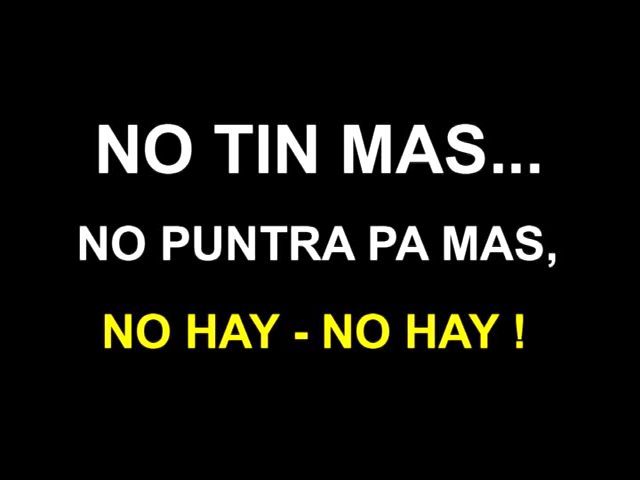 NO TIN MAS...
NO PUNTRA PA MAS,
NO HAY - NO HAY !